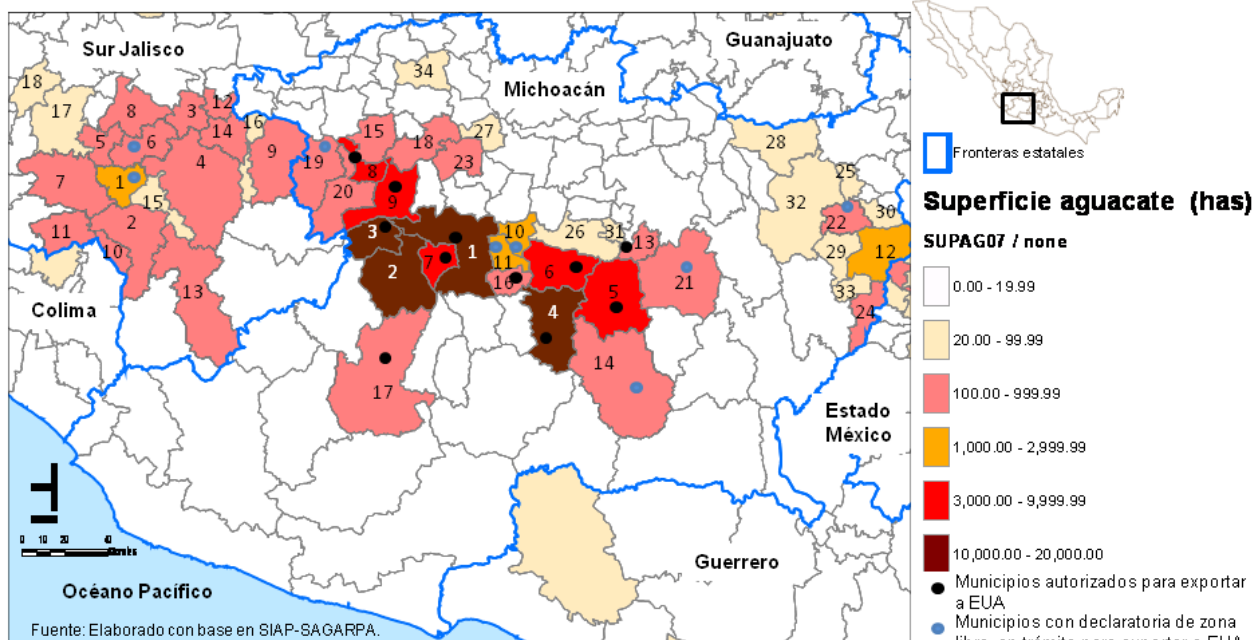 Sur Jalisco
Guanajuato
Michoacán
34
18
17
8
3
12
16
15
18
27
28
5
6
14
9
19
8
23
4
7
1
20
9
25
15
32
30
22
2
3
10
26
31
13
12
11
10
1
29
7
11
6
2
16
21
33
13
5
24
Colima
4
14
17
Estado
México
Guerrero
Océano Pacífico
0 10 20 40
Fuente: Elaborado con base en SIAP-SAGARPA.
Fronteras estatales
Superficie aguacate (has)
SUPAG07 / none
0.00 - 19.99
20.00 - 99.99
100.00 - 999.99
1,000.00 - 2,999.99
3,000.00 - 9,999.99
10,000.00 - 20,000.00
Municipios autorizados para exportar
a EUA
Municipios con declaratoria de zona